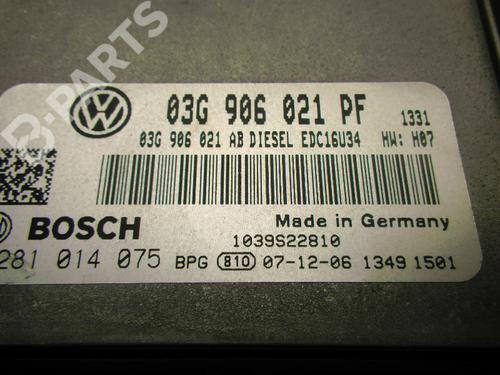 03G 906 021 PF 1331
03G 906 021 AB DIESEL EDC16U34 HW: H07
BOSCH Made in Germany
1039S22810
281 014 075 BPG 810 07-12-06 1349 1501
B-PARTS